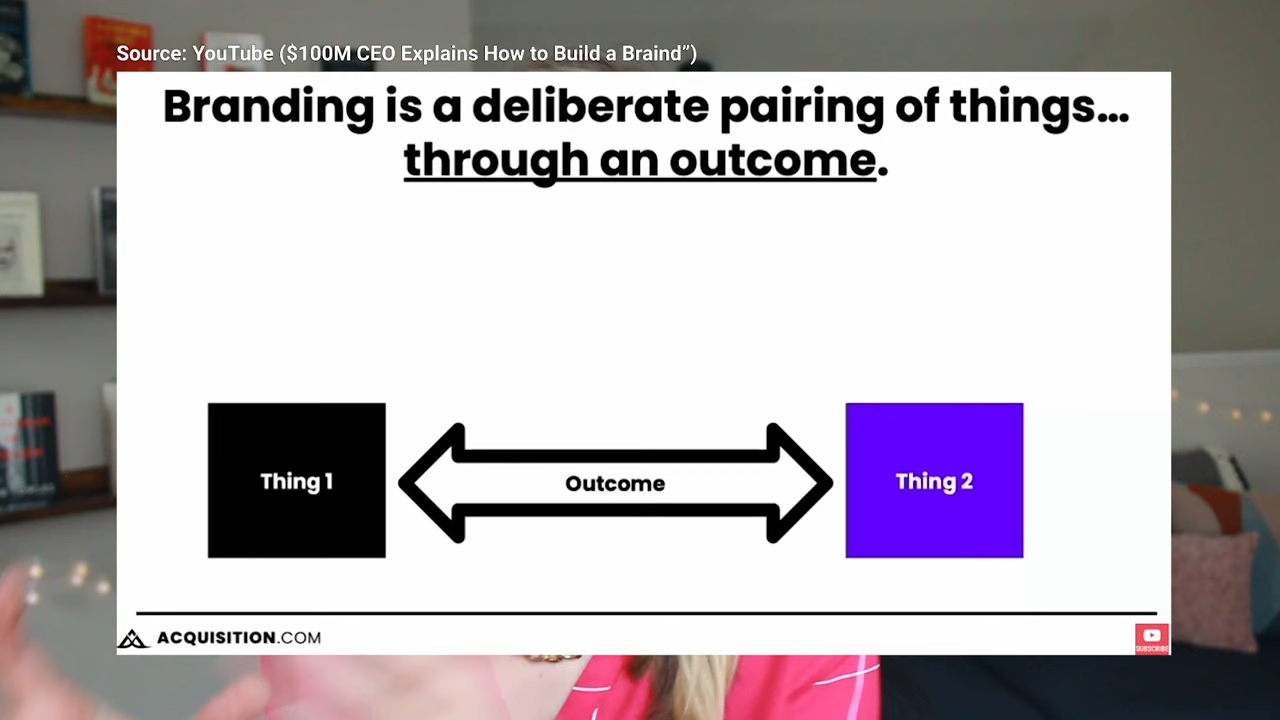 Source: YouTube ($100M CEO Explains How to Build a Braind”)
Branding is a deliberate pairing of things...
through an outcome.
Thing 1
Outcome
Thing 2
ACQUISITION.COM
SUBSCRIBE